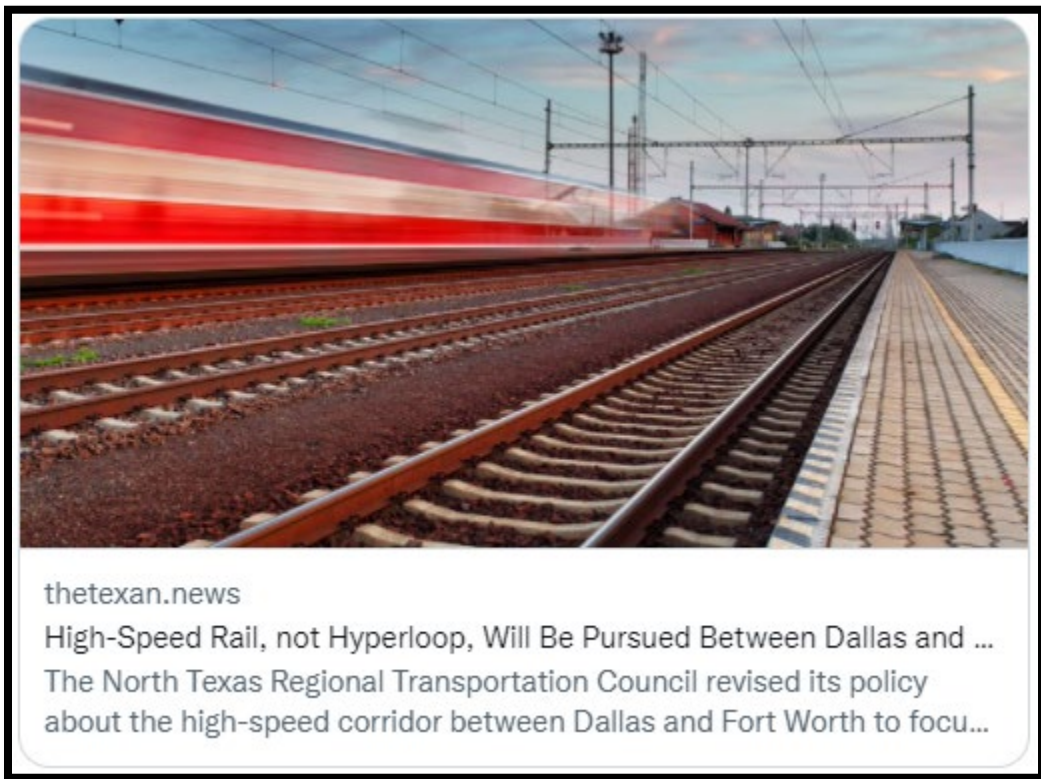 thetexan.news
High-Speed Rail, not Hyperloop, Will Be Pursued Between Dallas and ...
The North Texas Regional Transportation Council revised its policy
about the high-speed corridor between Dallas and Fort Worth to focu...